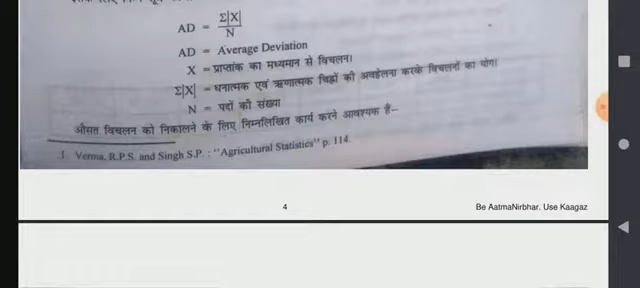 AD = Σ|X|
N
AD = Average Deviation
X = प्राप्तांक का मध्यमान से विचलन।
Σ|X| = धनात्मक एवं ऋणात्मक चिह्नों की अवहेलना करके विचलनों का योग।
N = पदों की संख्या
औसत विचलन को निकालने के लिए निम्नलिखित कार्य करने आवश्यक हैं—
1. Verma, R.P.S. and Singh S.P. : "Agricultural Statistics" p. 114.
4
Be AatmaNirbhar. Use Kaagaz